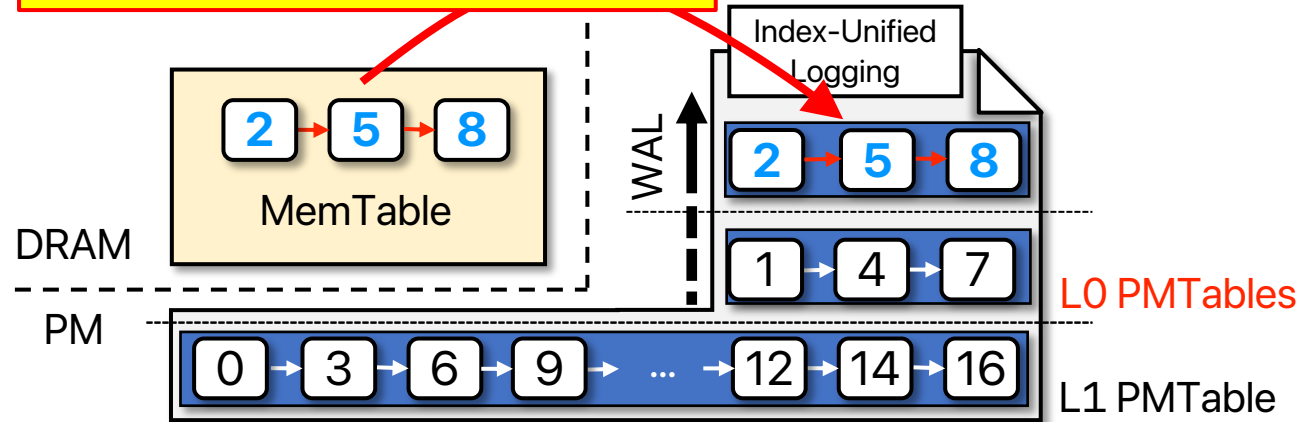 Index-Unified
Logging
2 5 8
MemTable
WAL
2 5 8
DRAM
1 4 7
L0 PMTables
PM
0 3 6 9 ... 12 14 16
L1 PMTable